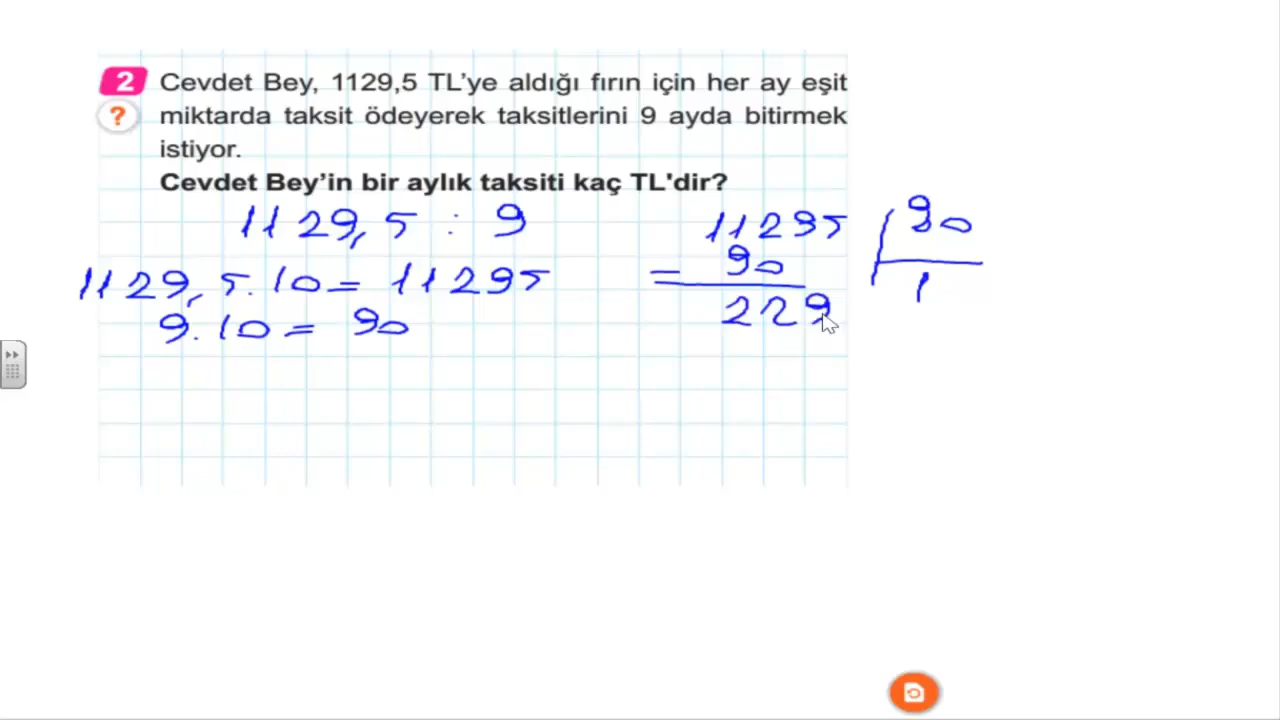 2 Cevdet Bey, 1129,5 TL'ye aldığı fırın için her ay eşit
? miktarda taksit ödeyerek taksitlerini 9 ayda bitirmek
istiyor.
Cevdet Bey'in bir aylık taksiti kaç TL'dir?
1129,5 : 9
1129,5.10= 11295
9.10= 90
11295 90
= 90 1
229